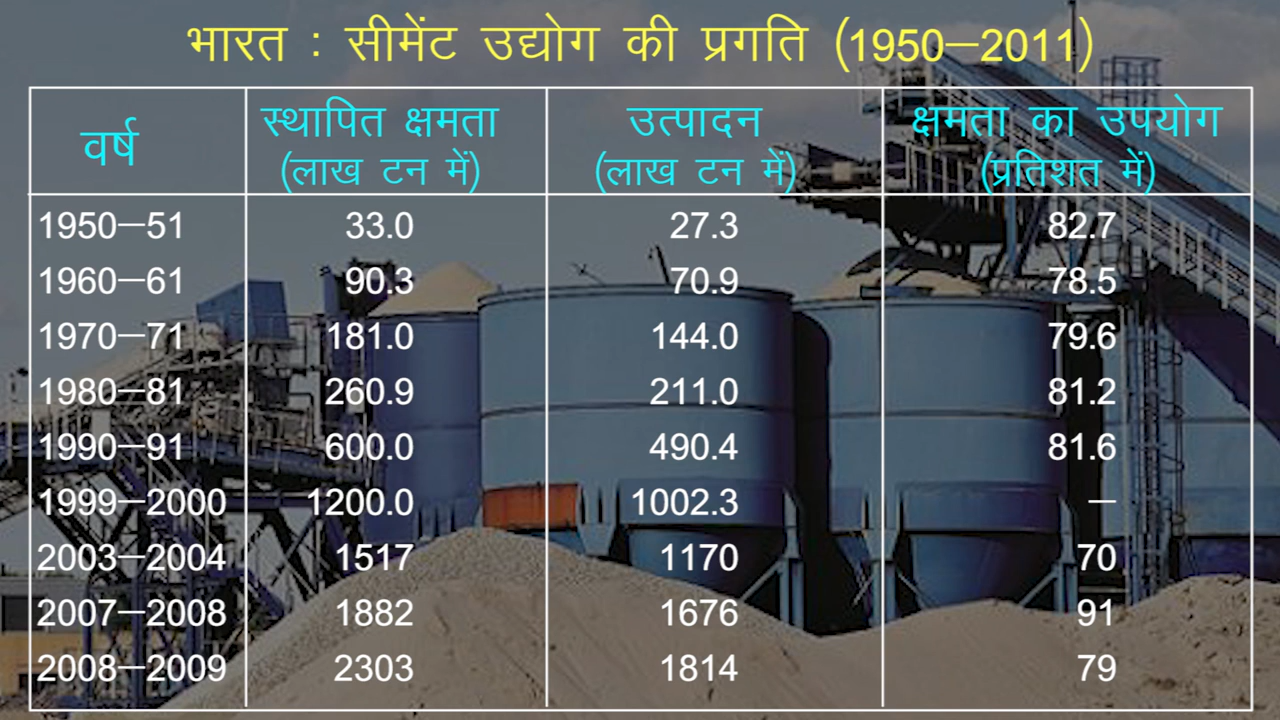 भारत : सीमेंट उद्योग की प्रगति (1950–2011)
वर्ष स्थापित क्षमता (लाख टन में) उत्पादन (लाख टन में) क्षमता का उपयोग (प्रतिशत में)
1950–51 33.0 27.3 82.7
1960–61 90.3 70.9 78.5
1970–71 181.0 144.0 79.6
1980–81 260.9 211.0 81.2
1990–91 600.0 490.4 81.6
1999–2000 1200.0 1002.3 –
2003–2004 1517 1170 70
2007–2008 1882 1676 91
2008–2009 2303 1814 79